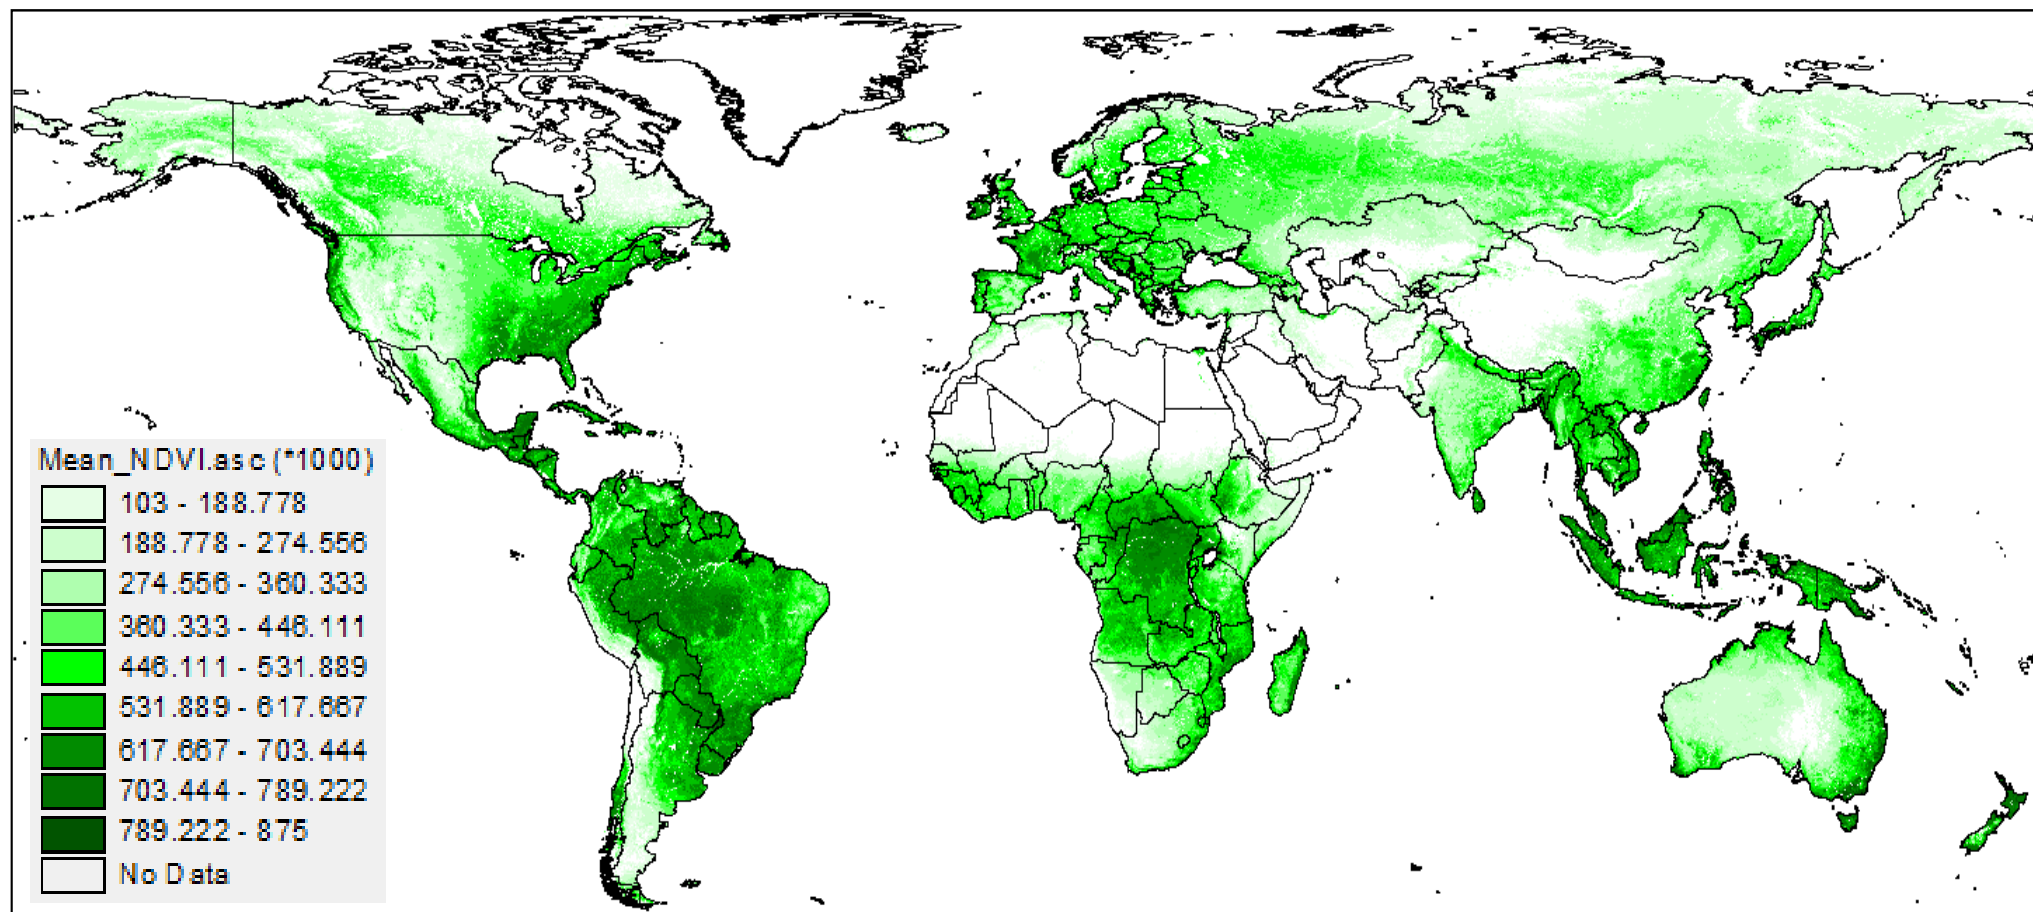 Mean_NDVI.asc (*1000)
103 - 188.778
188.778 - 274.556
274.556 - 360.333
360.333 - 446.111
446.111 - 531.889
531.889 - 617.667
617.667 - 703.444
703.444 - 789.222
789.222 - 875
No Data